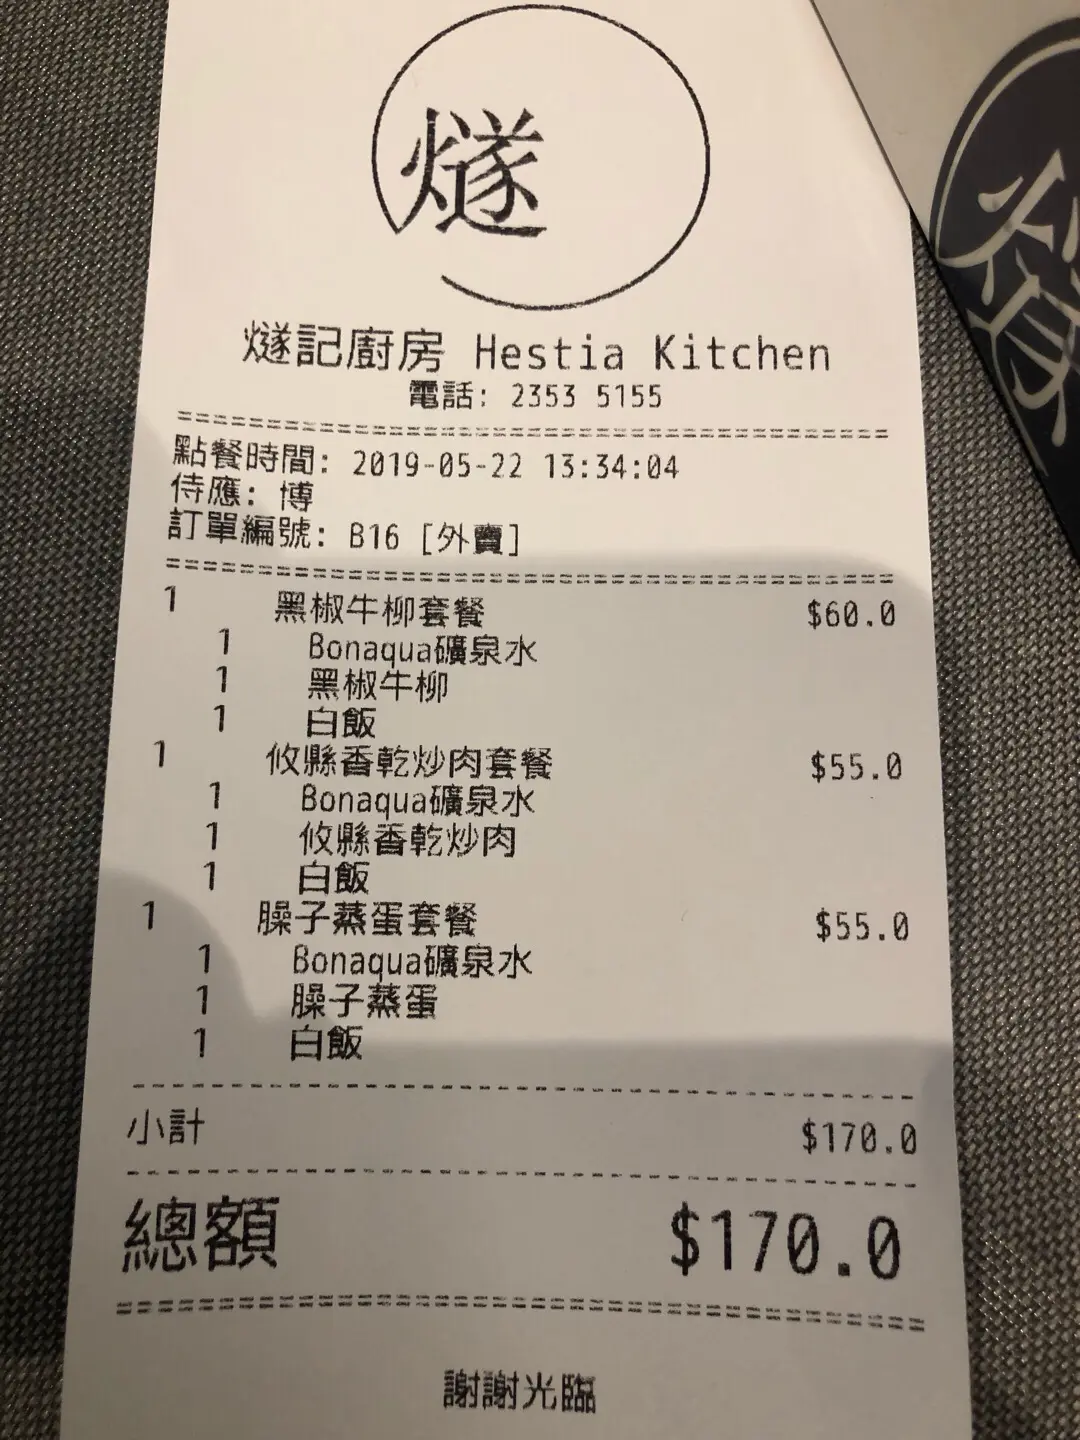 燧
燧記廚房 Hestia Kitchen
電話: 2353 5155
點餐時間: 2019-05-22 13:34:04
侍應: 博
訂單編號: B16 [外賣]
1 黑椒牛柳套餐 $60.0
1 Bonaqua礦泉水
1 黑椒牛柳
1 白飯
1 攸縣香乾炒肉套餐 $55.0
1 Bonaqua礦泉水
1 攸縣香乾炒肉
1 白飯
1 臊子蒸蛋套餐 $55.0
1 Bonaqua礦泉水
1 臊子蒸蛋
1 白飯
小計 $170.0
總額 $170.0
謝謝光臨
燧